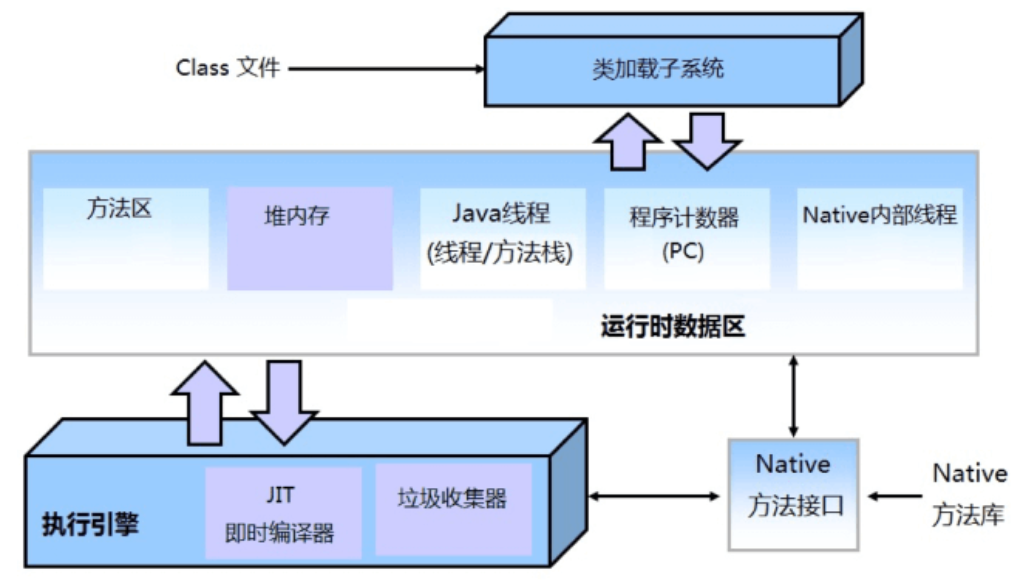 Class 文件
类加载子系统
方法区
堆内存
Java线程
(线程/方法栈)
程序计数器
(PC)
Native内部线程
运行时数据区
执行引擎
JIT
即时编译器
垃圾收集器
Native
方法接口
Native
方法库